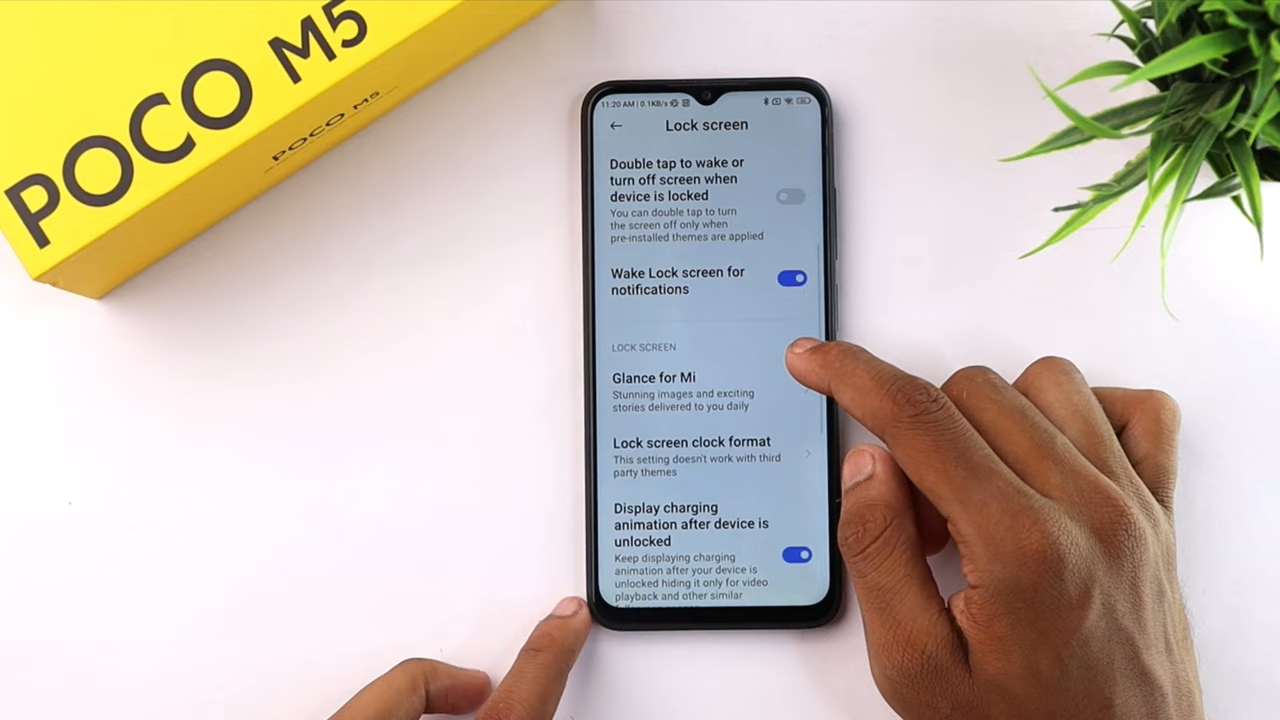 POCO M5
POCO M5
11:20 AM | 0.1KB/s
Lock screen
Double tap to wake or
turn off screen when
device is locked
You can double tap to turn
the screen off only when
pre-installed themes are applied
Wake Lock screen for
notifications
LOCK SCREEN
Glance for Mi
Stunning images and exciting
stories delivered to you daily
Lock screen clock format
This setting doesn't work with third
party themes
Display charging
animation after device is
unlocked
Keep displaying charging
animation after your device is
unlocked hiding it only for video
playback and other similar